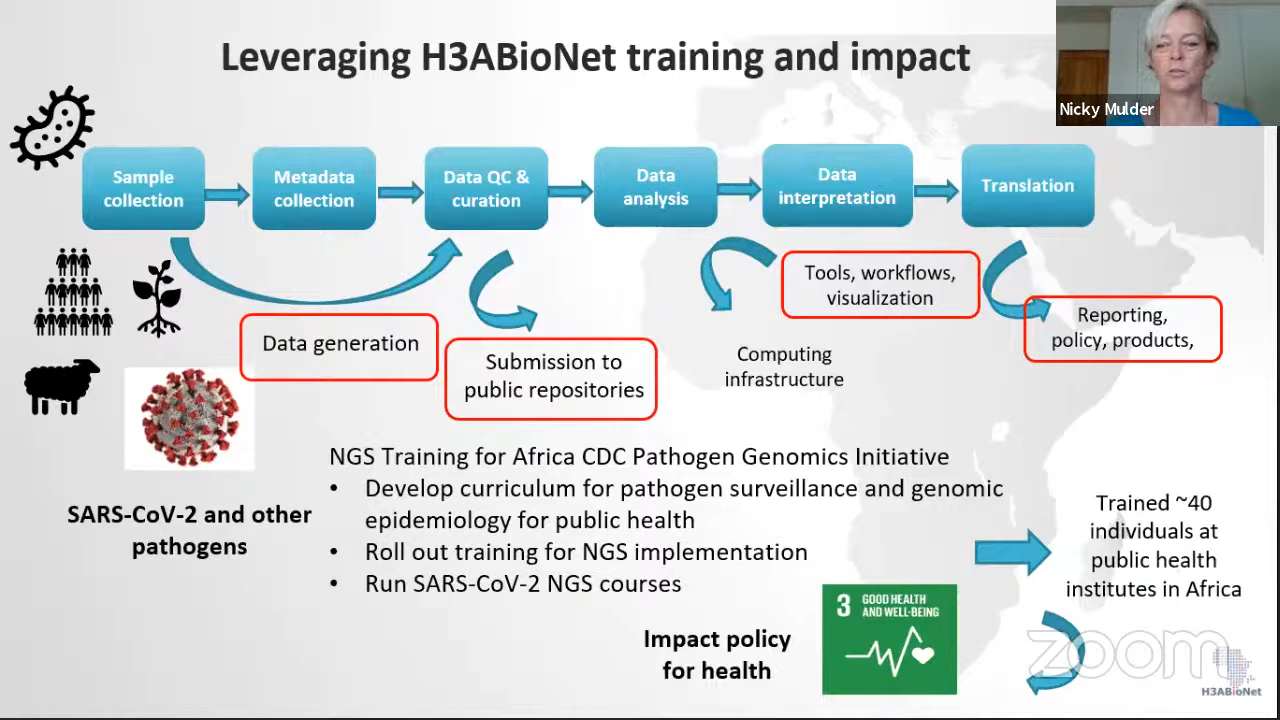 Leveraging H3ABioNet training and impact
Nicky Mulder
Sample
collection
Metadata
collection
Data QC &
curation
Data
analysis
Data
interpretation
Translation
Data generation
Submission to
public repositories
Computing
infrastructure
Tools, workflows,
visualization
Reporting,
policy, products,
SARS-CoV-2 and other
pathogens
NGS Training for Africa CDC Pathogen Genomics Initiative
• Develop curriculum for pathogen surveillance and genomic
epidemiology for public health
• Roll out training for NGS implementation
• Run SARS-CoV-2 NGS courses
Trained ~40
individuals at
public health
institutes in Africa
Impact policy
for health
3 GOOD HEALTH
AND WELL-BEING
zoom
H3ABioNet